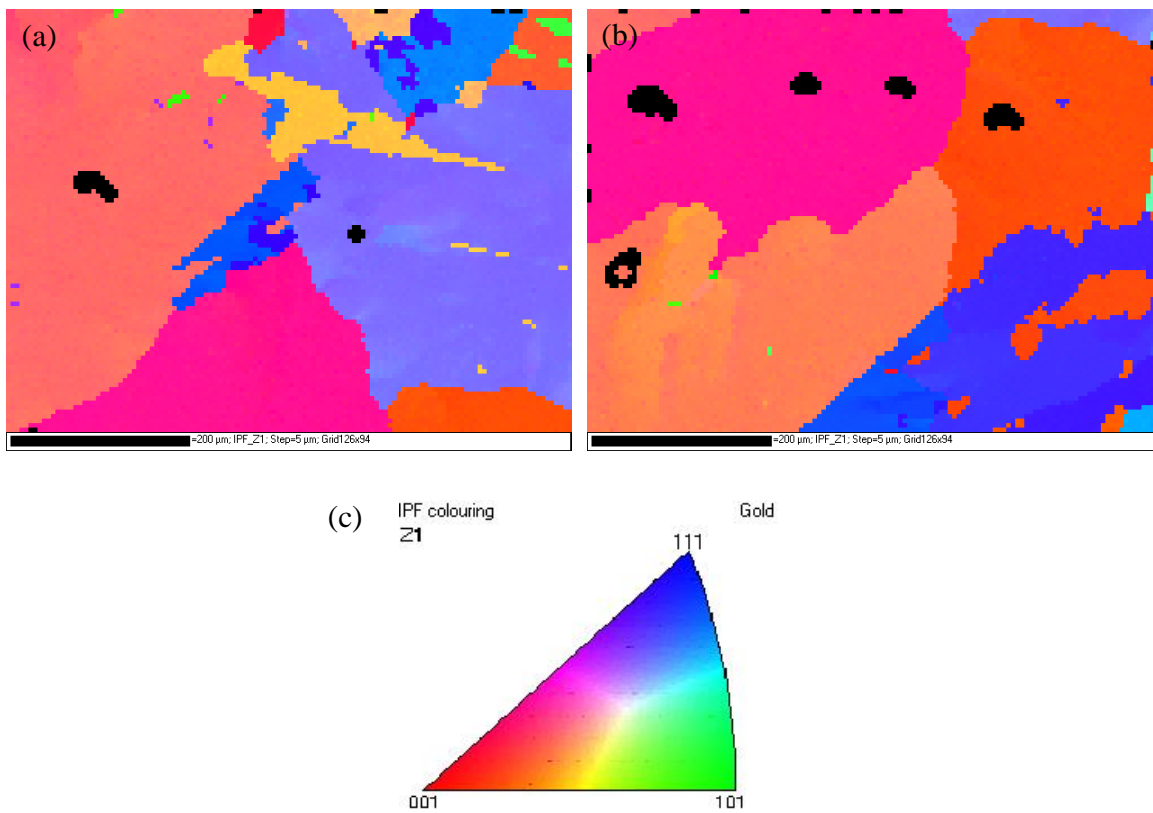 (a)
(b)
=200 µm; IPF_Z1; Step=5 µm; Grid126x94
=200 µm; IPF_Z1; Step=5 µm; Grid126x94
(c)
IPF colouring
Gold
Z1
111
001
101